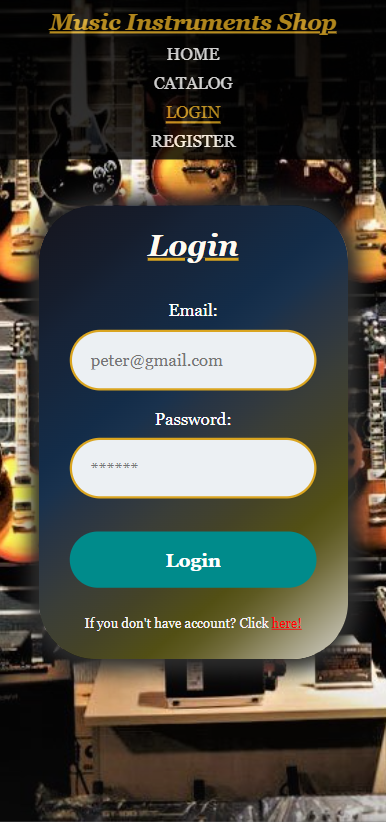 Music Instruments Shop
HOME
CATALOG
LOGIN
REGISTER
Login
Email:
peter@gmail.com
Password:
******
Login
If you don't have account? Click here!